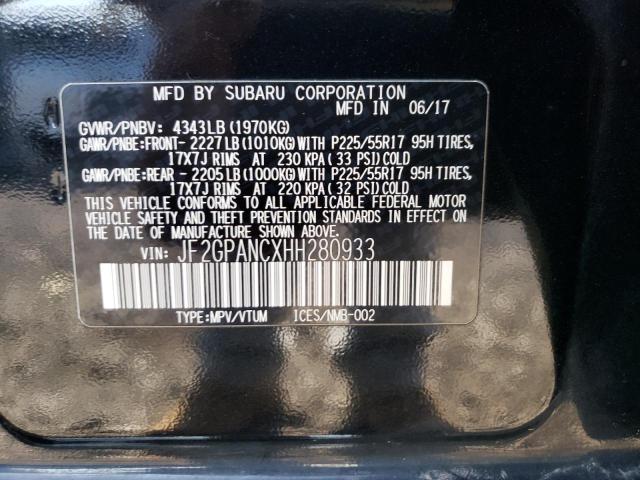 MFD BY SUBARU CORPORATION
MFD IN 06/17
GVWR/PNBV: 4343LB(1970KG)
GAWR/PNBE:FRONT- 2227LB(1010KG)WITH P225/55R17 95H TIRES,
17X7J RIMS AT 230 KPA(33 PSI)COLD
GAWR/PNBE:REAR - 2205LB(1000KG)WITH P225/55R17 95H TIRES,
17X7J RIMS AT 220 KPA(32 PSI)COLD
THIS VEHICLE CONFORMS TO ALL APPLICABLE FEDERAL MOTOR
VEHICLE SAFETY AND THEFT PREVENTION STANDARDS IN EFFECT ON
THE DATE OF MANUFACTURE SHOWN ABOVE.
VIN: JF2GPANCXHH280933
TYPE:MPV/VTUM ICES/NMB-002